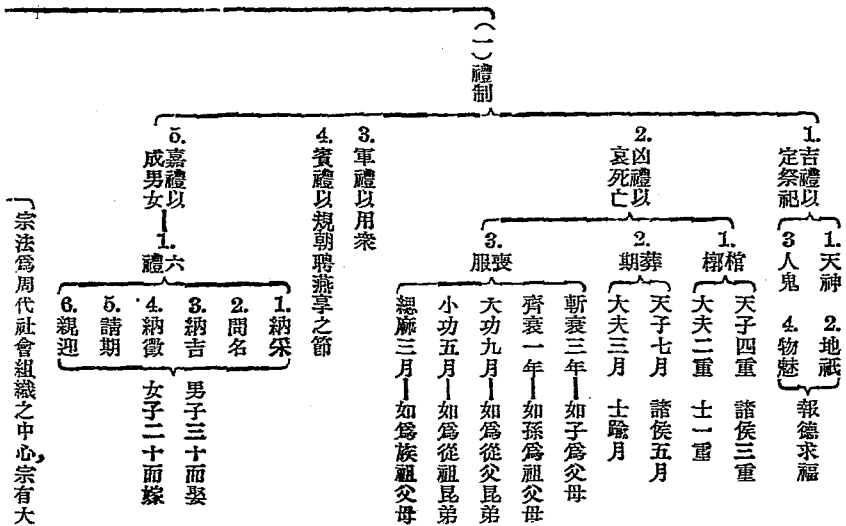 (一)禮制
1.吉禮以
定祭祀
1.天神 2.地祇
3人鬼 4.物魅
報德求福
2.凶禮以
哀死亡
1.棺槨
天子四重 諸侯三重
大夫二重 士一重
2.葬期
天子七月 諸侯五月
大夫三月 士踰月
3.喪服
斬衰三年—如子爲父母
齊衰一年—如孫爲祖父母
大功九月—如爲從父昆弟
小功五月—如爲從祖昆弟
緦麻三月—如爲族祖父母
3.軍禮以用衆
4.賓禮以規朝聘燕享之節
5.嘉禮以
成男女
1.六禮
1.納采
2.問名
3.納吉
4.納徵
5.請期
6.親迎
男子三十而娶
女子二十而嫁
宗法爲周代社會組織之中心,宗有大